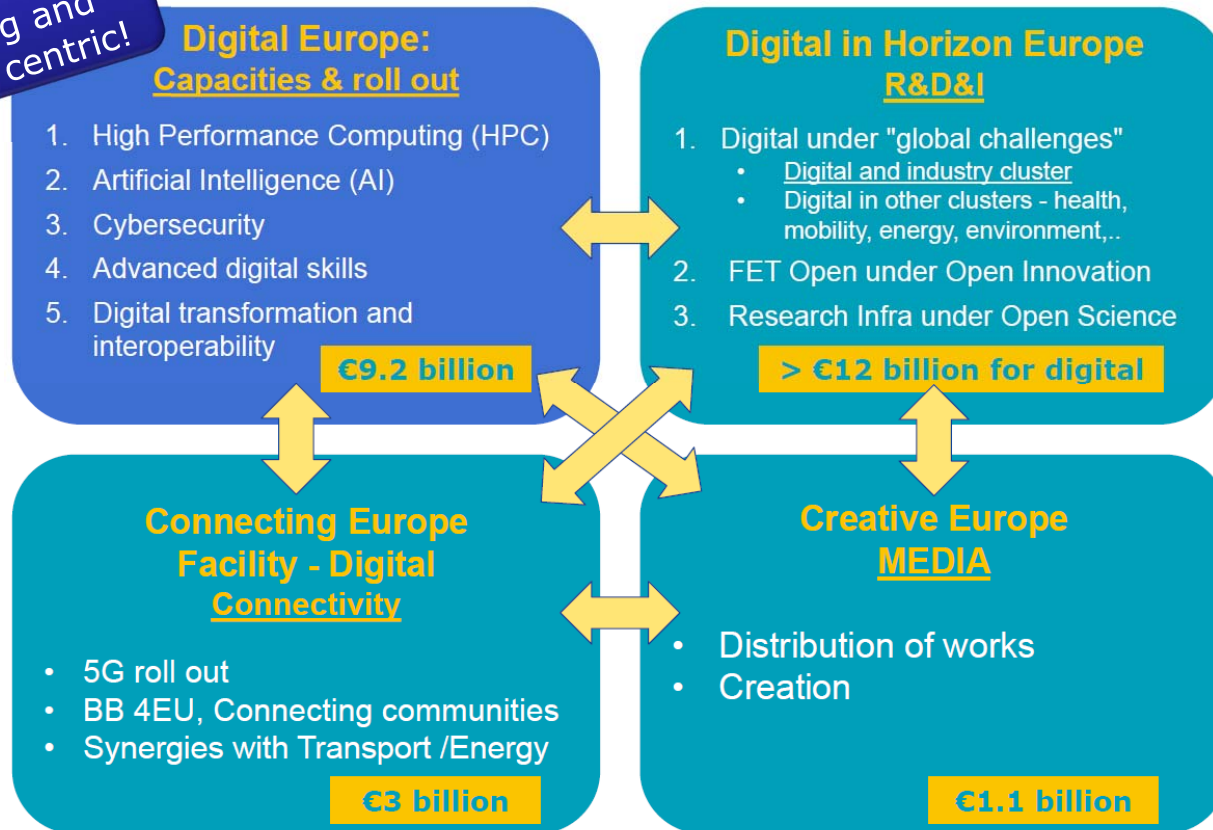 g and
centric!
Digital Europe:
Capacities & roll out
1. High Performance Computing (HPC)
2. Artificial Intelligence (AI)
3. Cybersecurity
4. Advanced digital skills
5. Digital transformation and
interoperability
€9.2 billion
Digital in Horizon Europe
R&D&I
1. Digital under "global challenges"
• Digital and industry cluster
• Digital in other clusters - health,
mobility, energy, environment,..
2. FET Open under Open Innovation
3. Research Infra under Open Science
> €12 billion for digital
Connecting Europe
Facility - Digital
Connectivity
• 5G roll out
• BB 4EU, Connecting communities
• Synergies with Transport /Energy
€3 billion
Creative Europe
MEDIA
• Distribution of works
• Creation
€1.1 billion